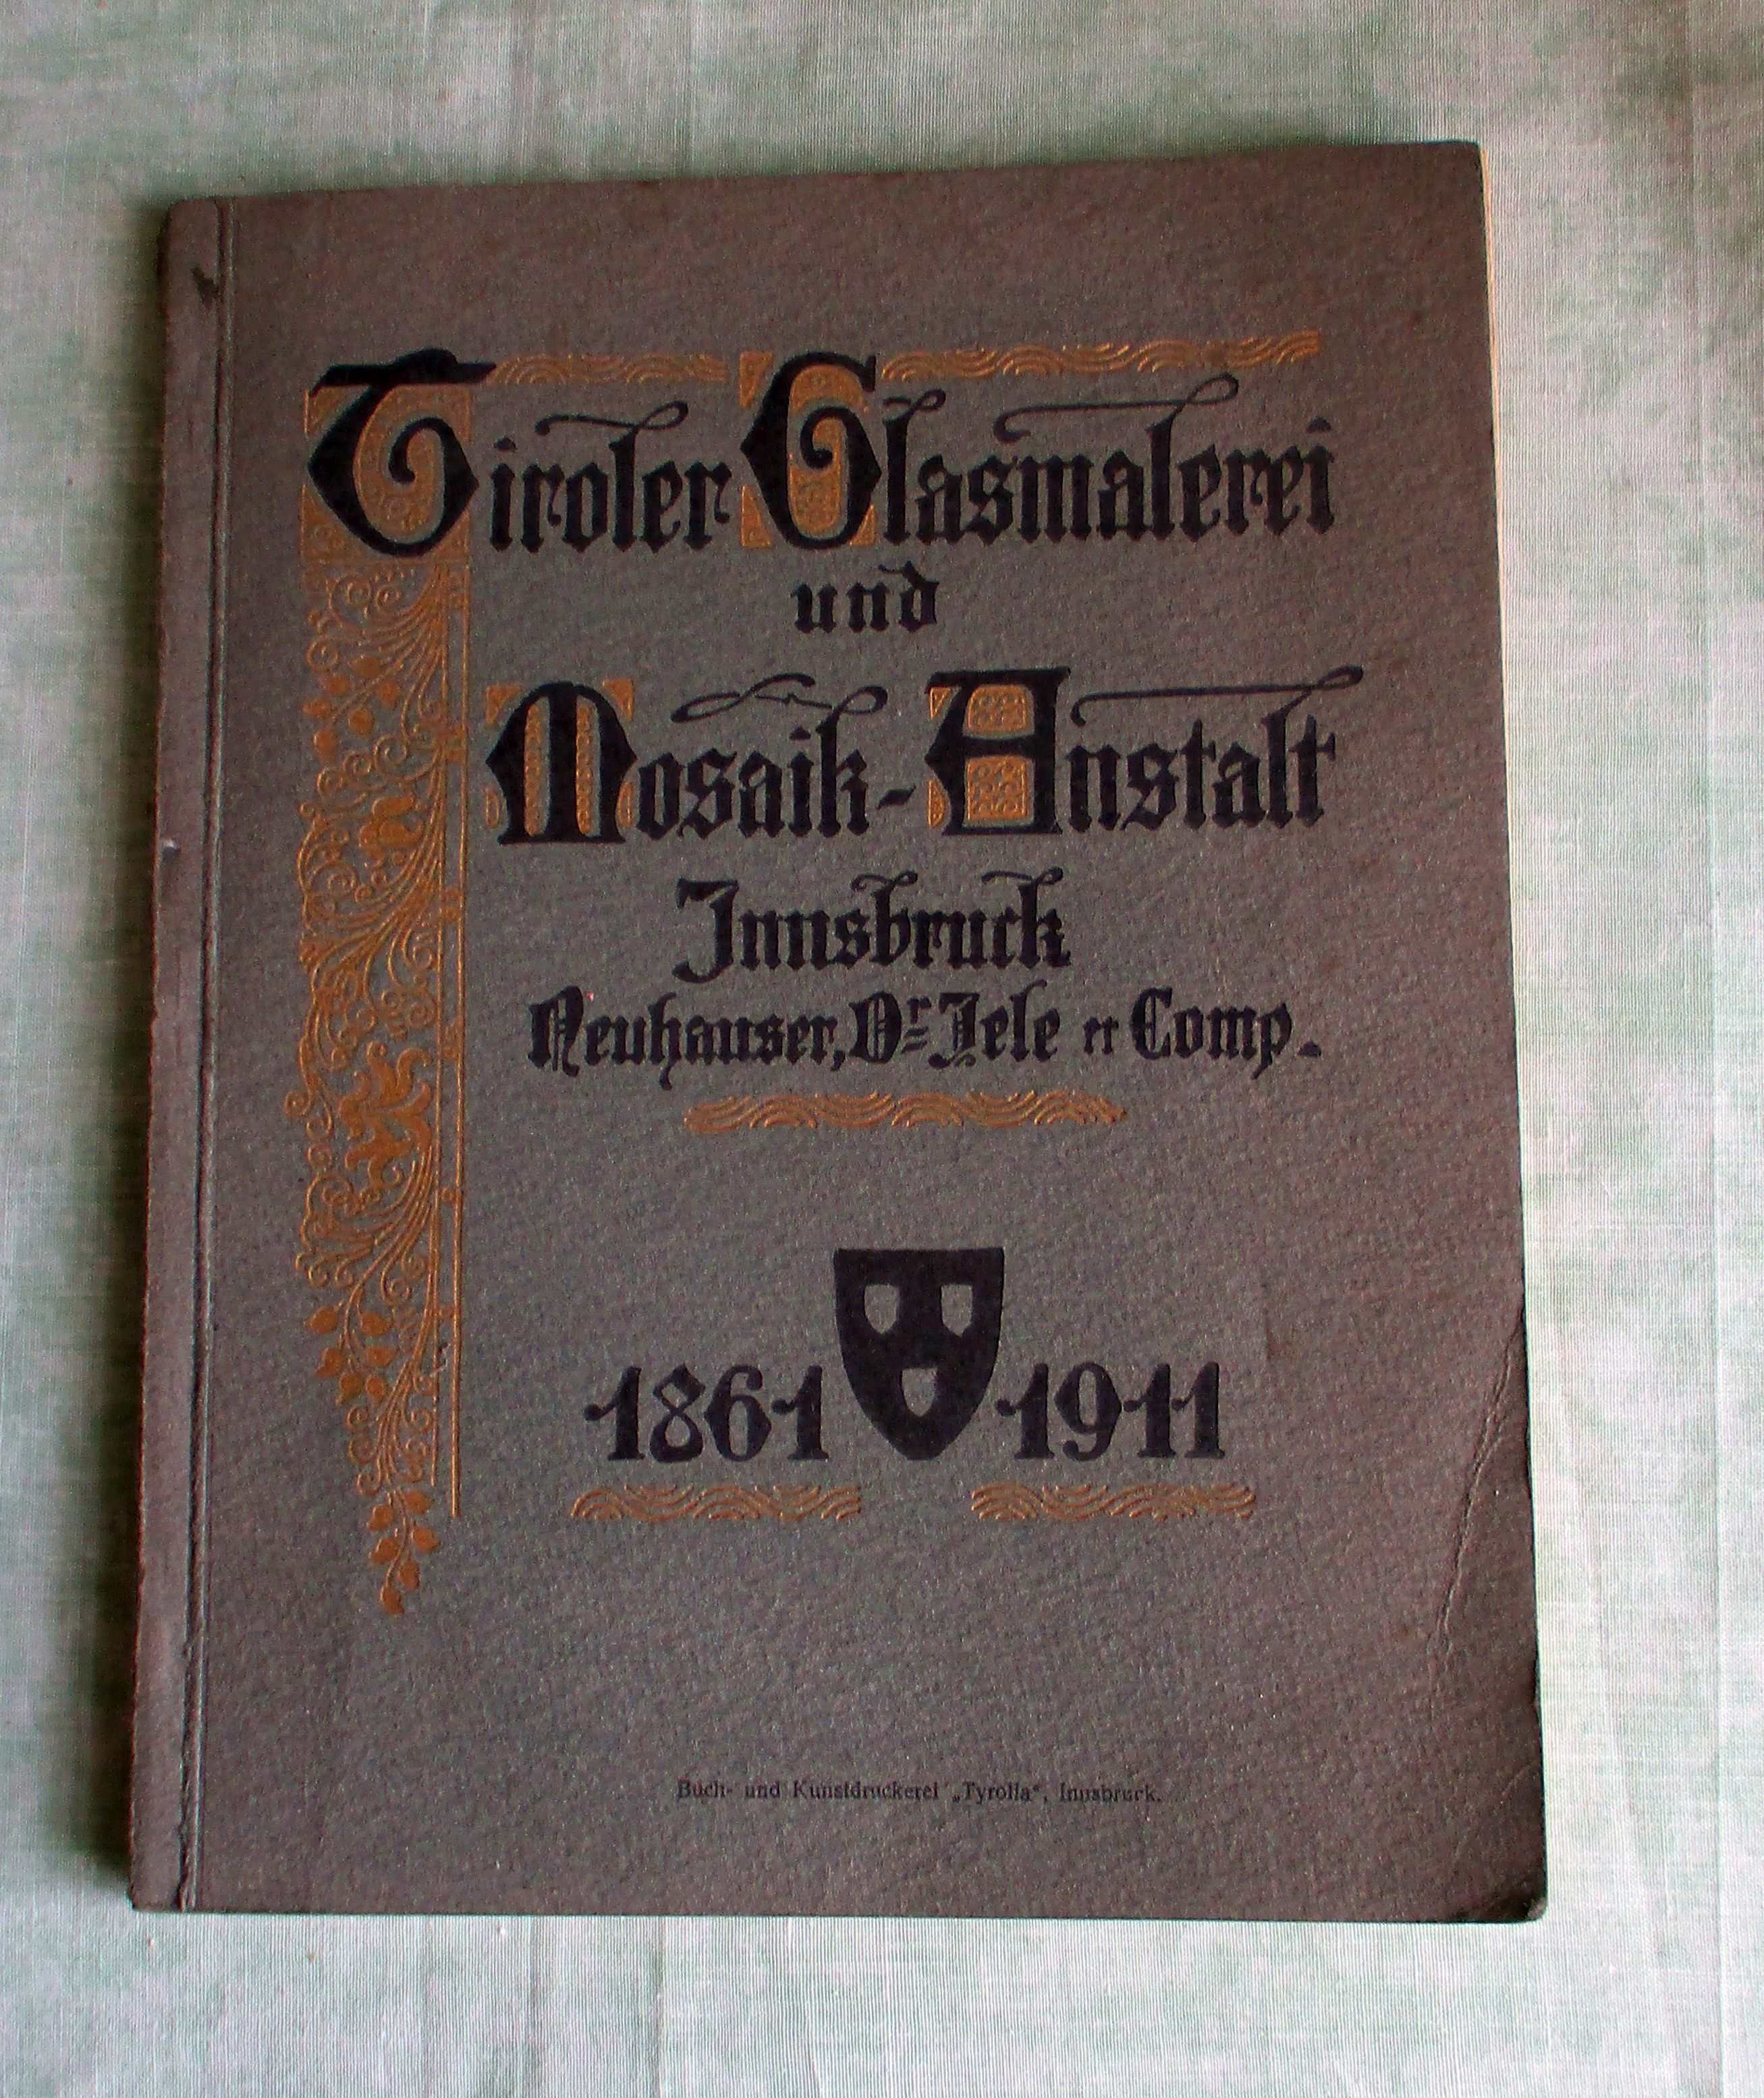 Tiroler Glasmalerei
und
Mosaik-Anstalt
Innsbruck
Neuhauser, Dr Jele et Comp.
1861 1911
Buch- und Kunstdruckerei „Tyrolia“, Innsbruck.